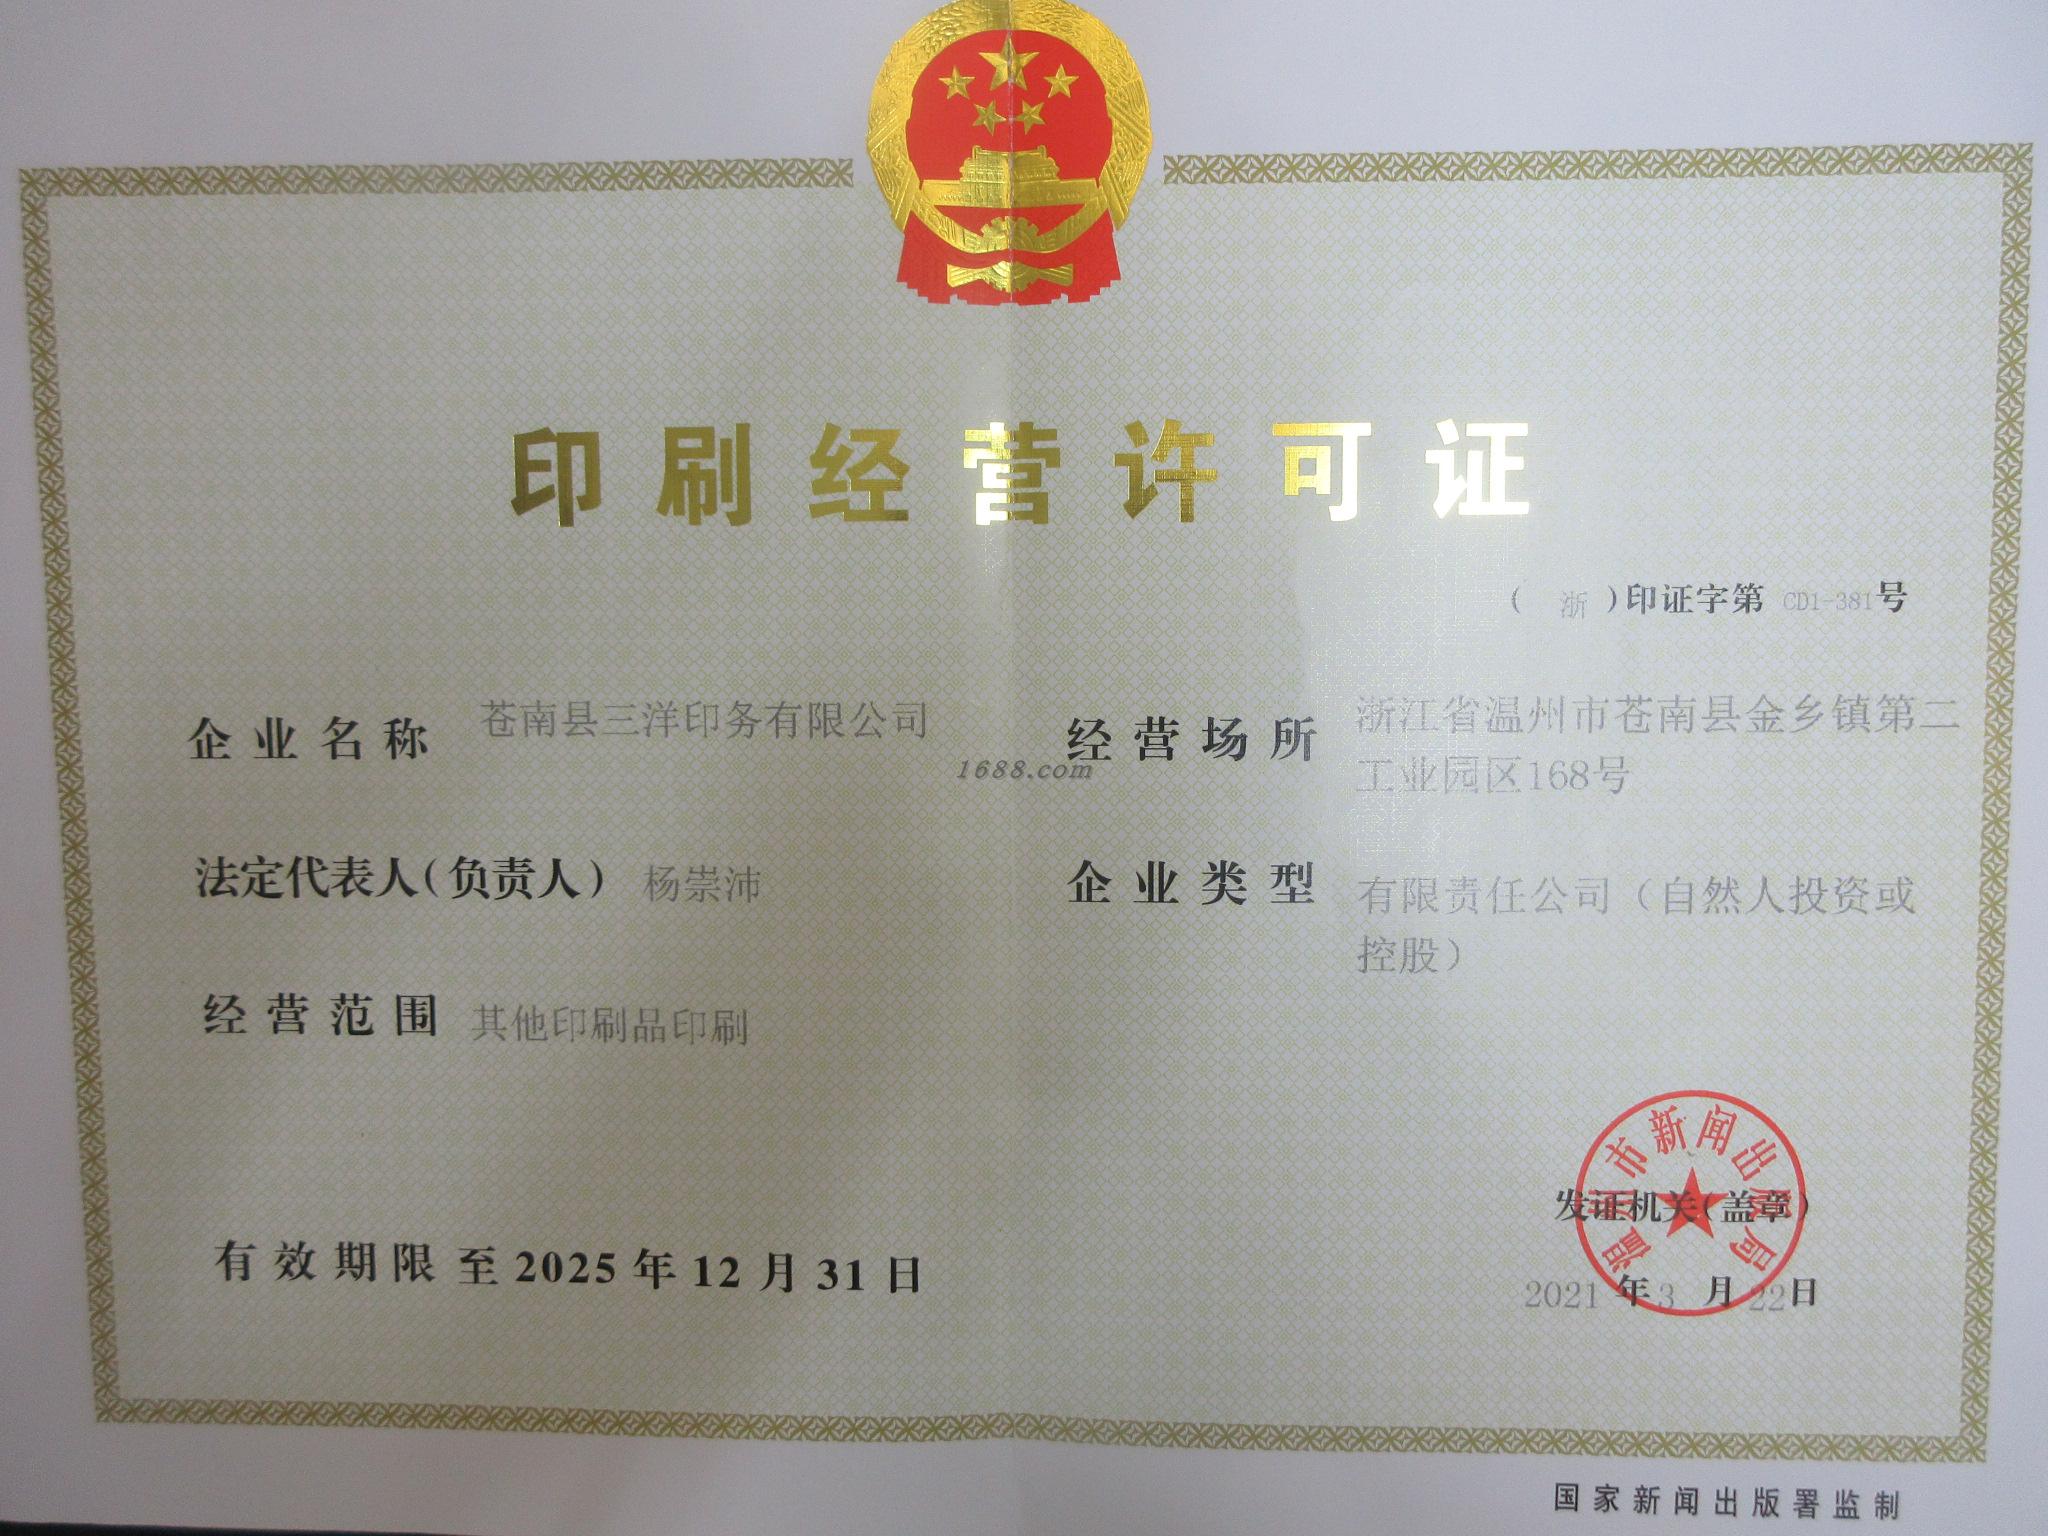 印刷经营许可证
（ 浙 ）印证字第 CD1-381号
企业名称 苍南县三洋印务有限公司
经营场所 浙江省温州市苍南县金乡镇第二
工业园区168号
1688.com
法定代表人（负责人） 杨崇沛
企业类型 有限责任公司（自然人投资或
控股）
经营范围 其他印刷品印刷
温州市新闻出版局
发证机关（盖章）
有效期限 至 2025 年 12 月 31 日
2021 年 3 月 22日
国家新闻出版署监制